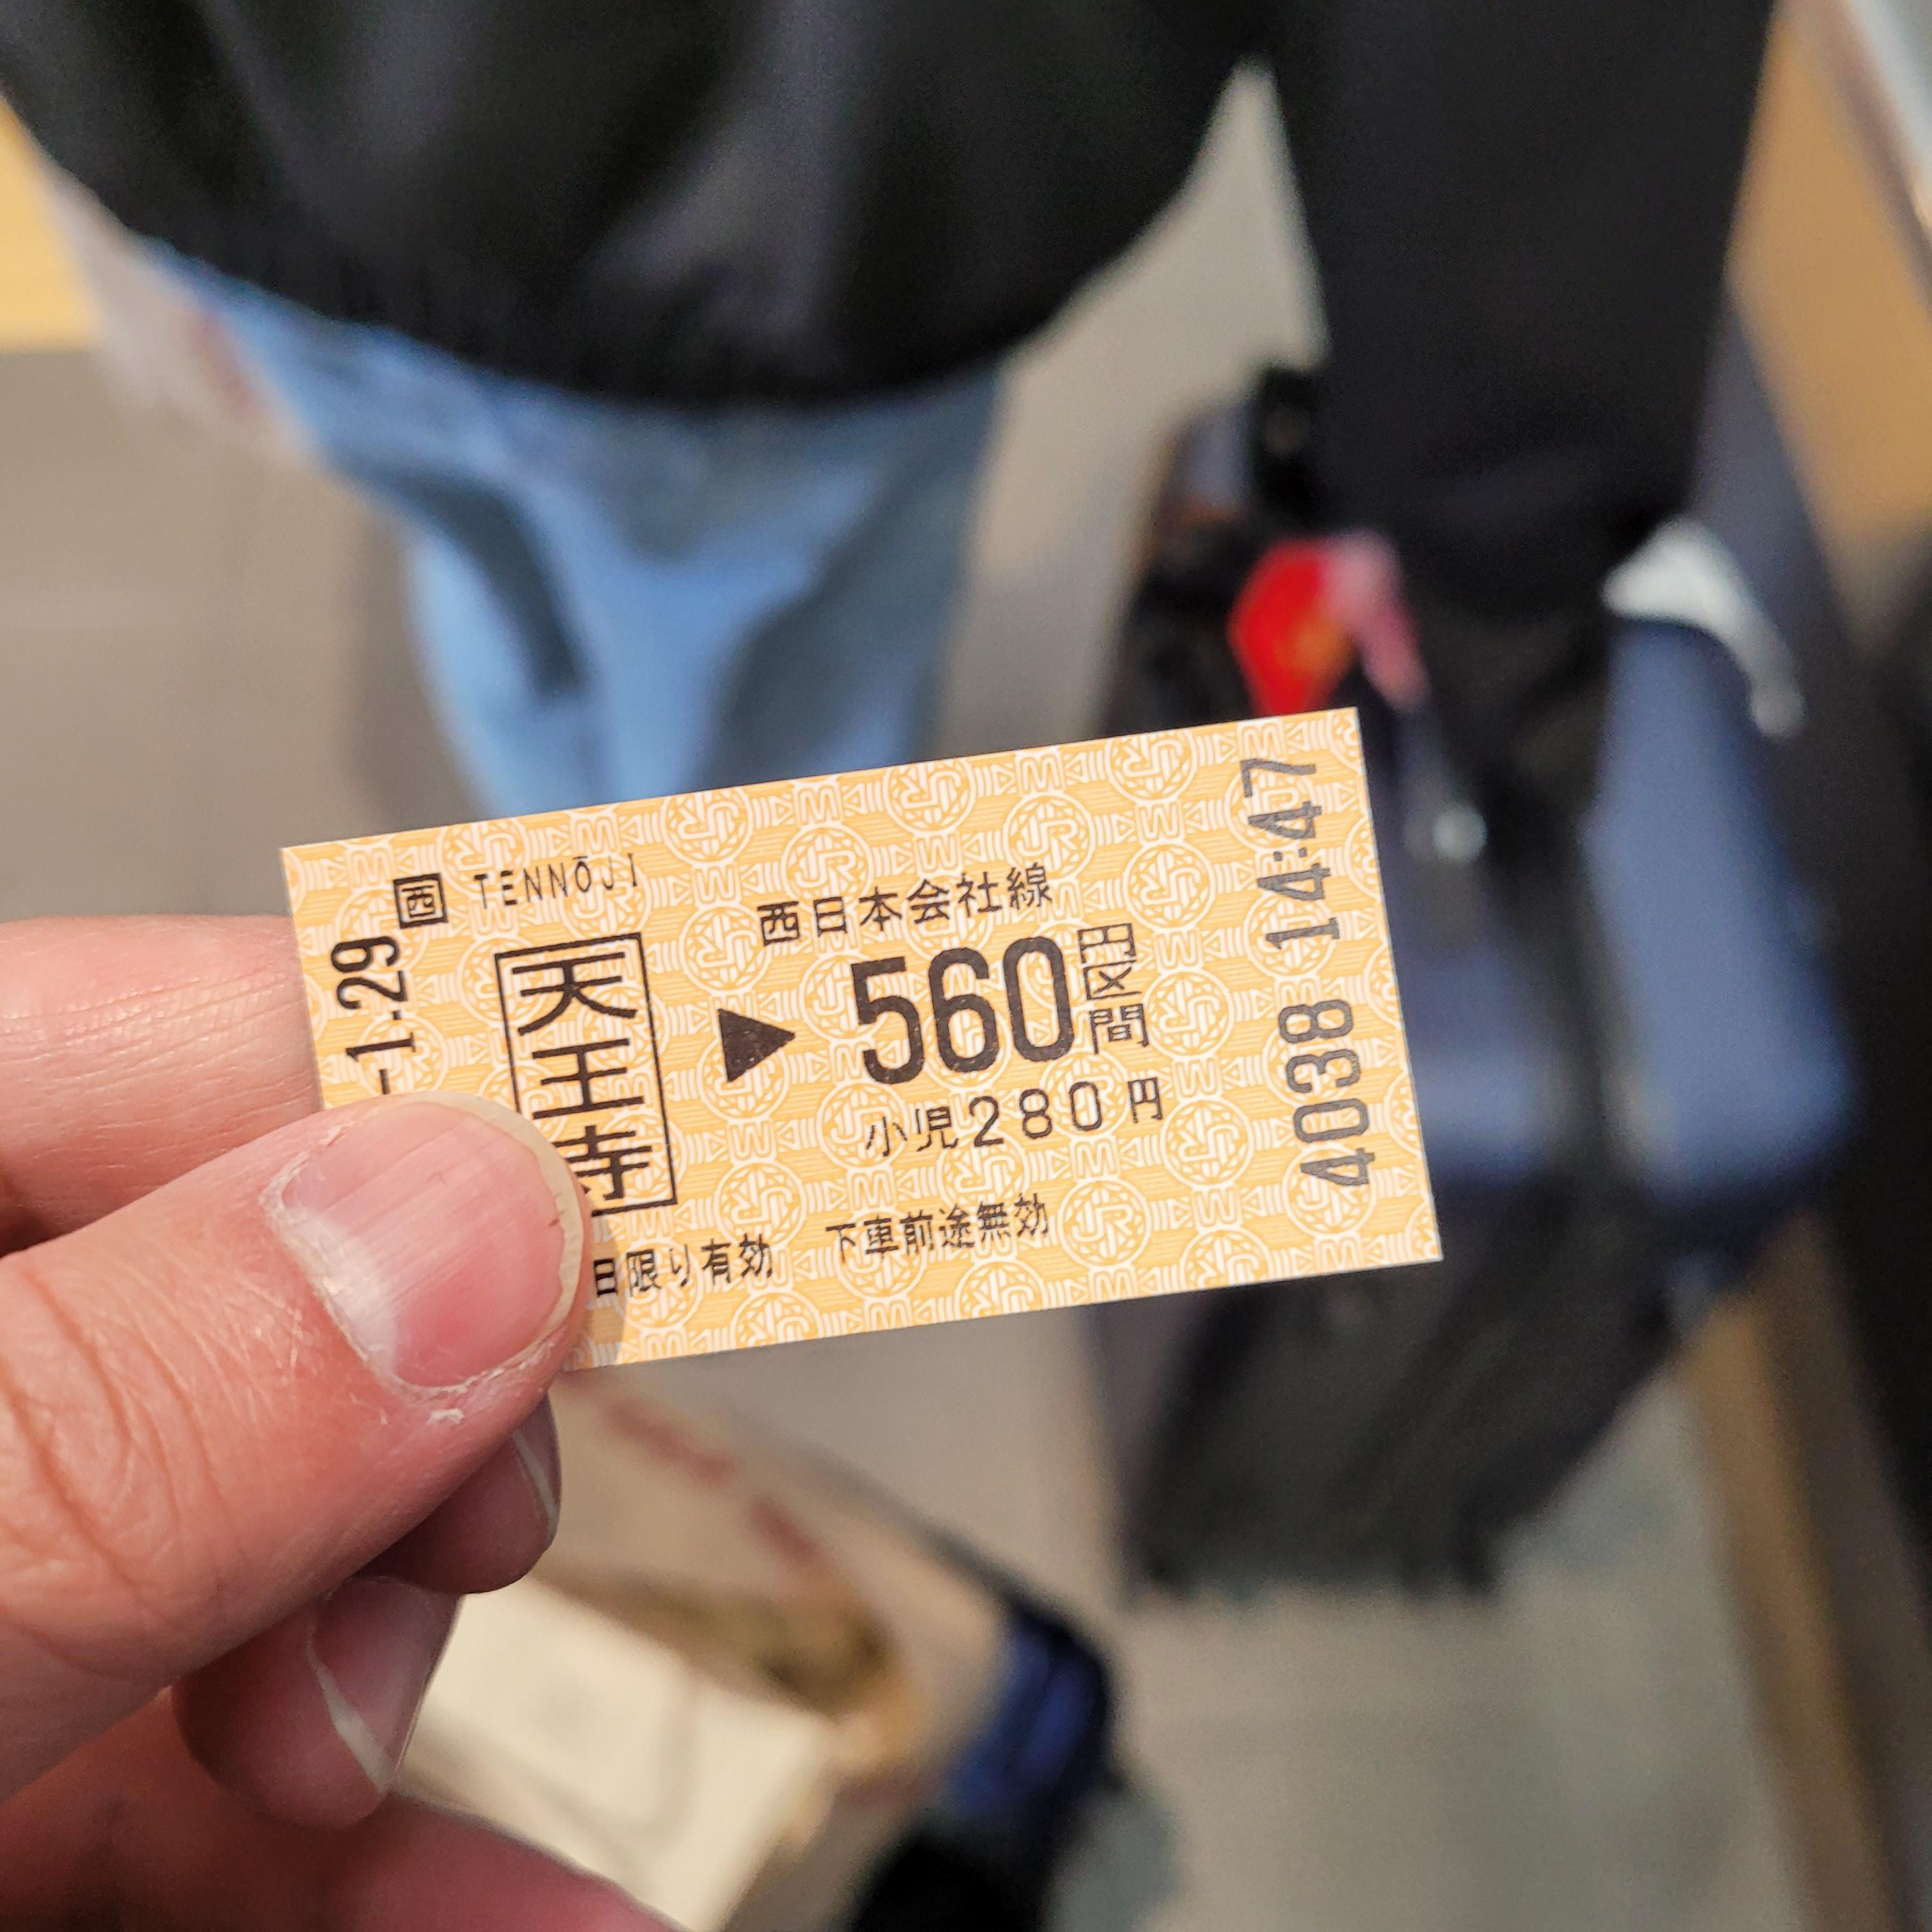 西 TENNŌJI
-1.-29
天王寺
西日本会社線
▶ 560円区間
小児280円
日限り有効 下車前途無効
4038 14:47